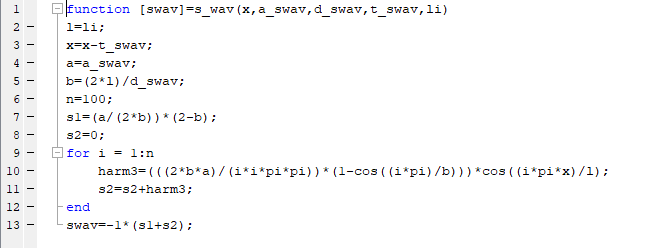 1 function [swav]=s_wav(x,a_swav,d_swav,t_swav,li)
2 - l=li;
3 - x=x-t_swav;
4 - a=a_swav;
5 - b=(2*l)/d_swav;
6 - n=100;
7 - s1=(a/(2*b))*(2-b);
8 - s2=0;
9 - for i = 1:n
10 - harm3=(((2*b*a)/(i*i*pi*pi))*(1-cos((i*pi)/b)))*cos((i*pi*x)/l);
11 - s2=s2+harm3;
12 - end
13 - swav=-1*(s1+s2);